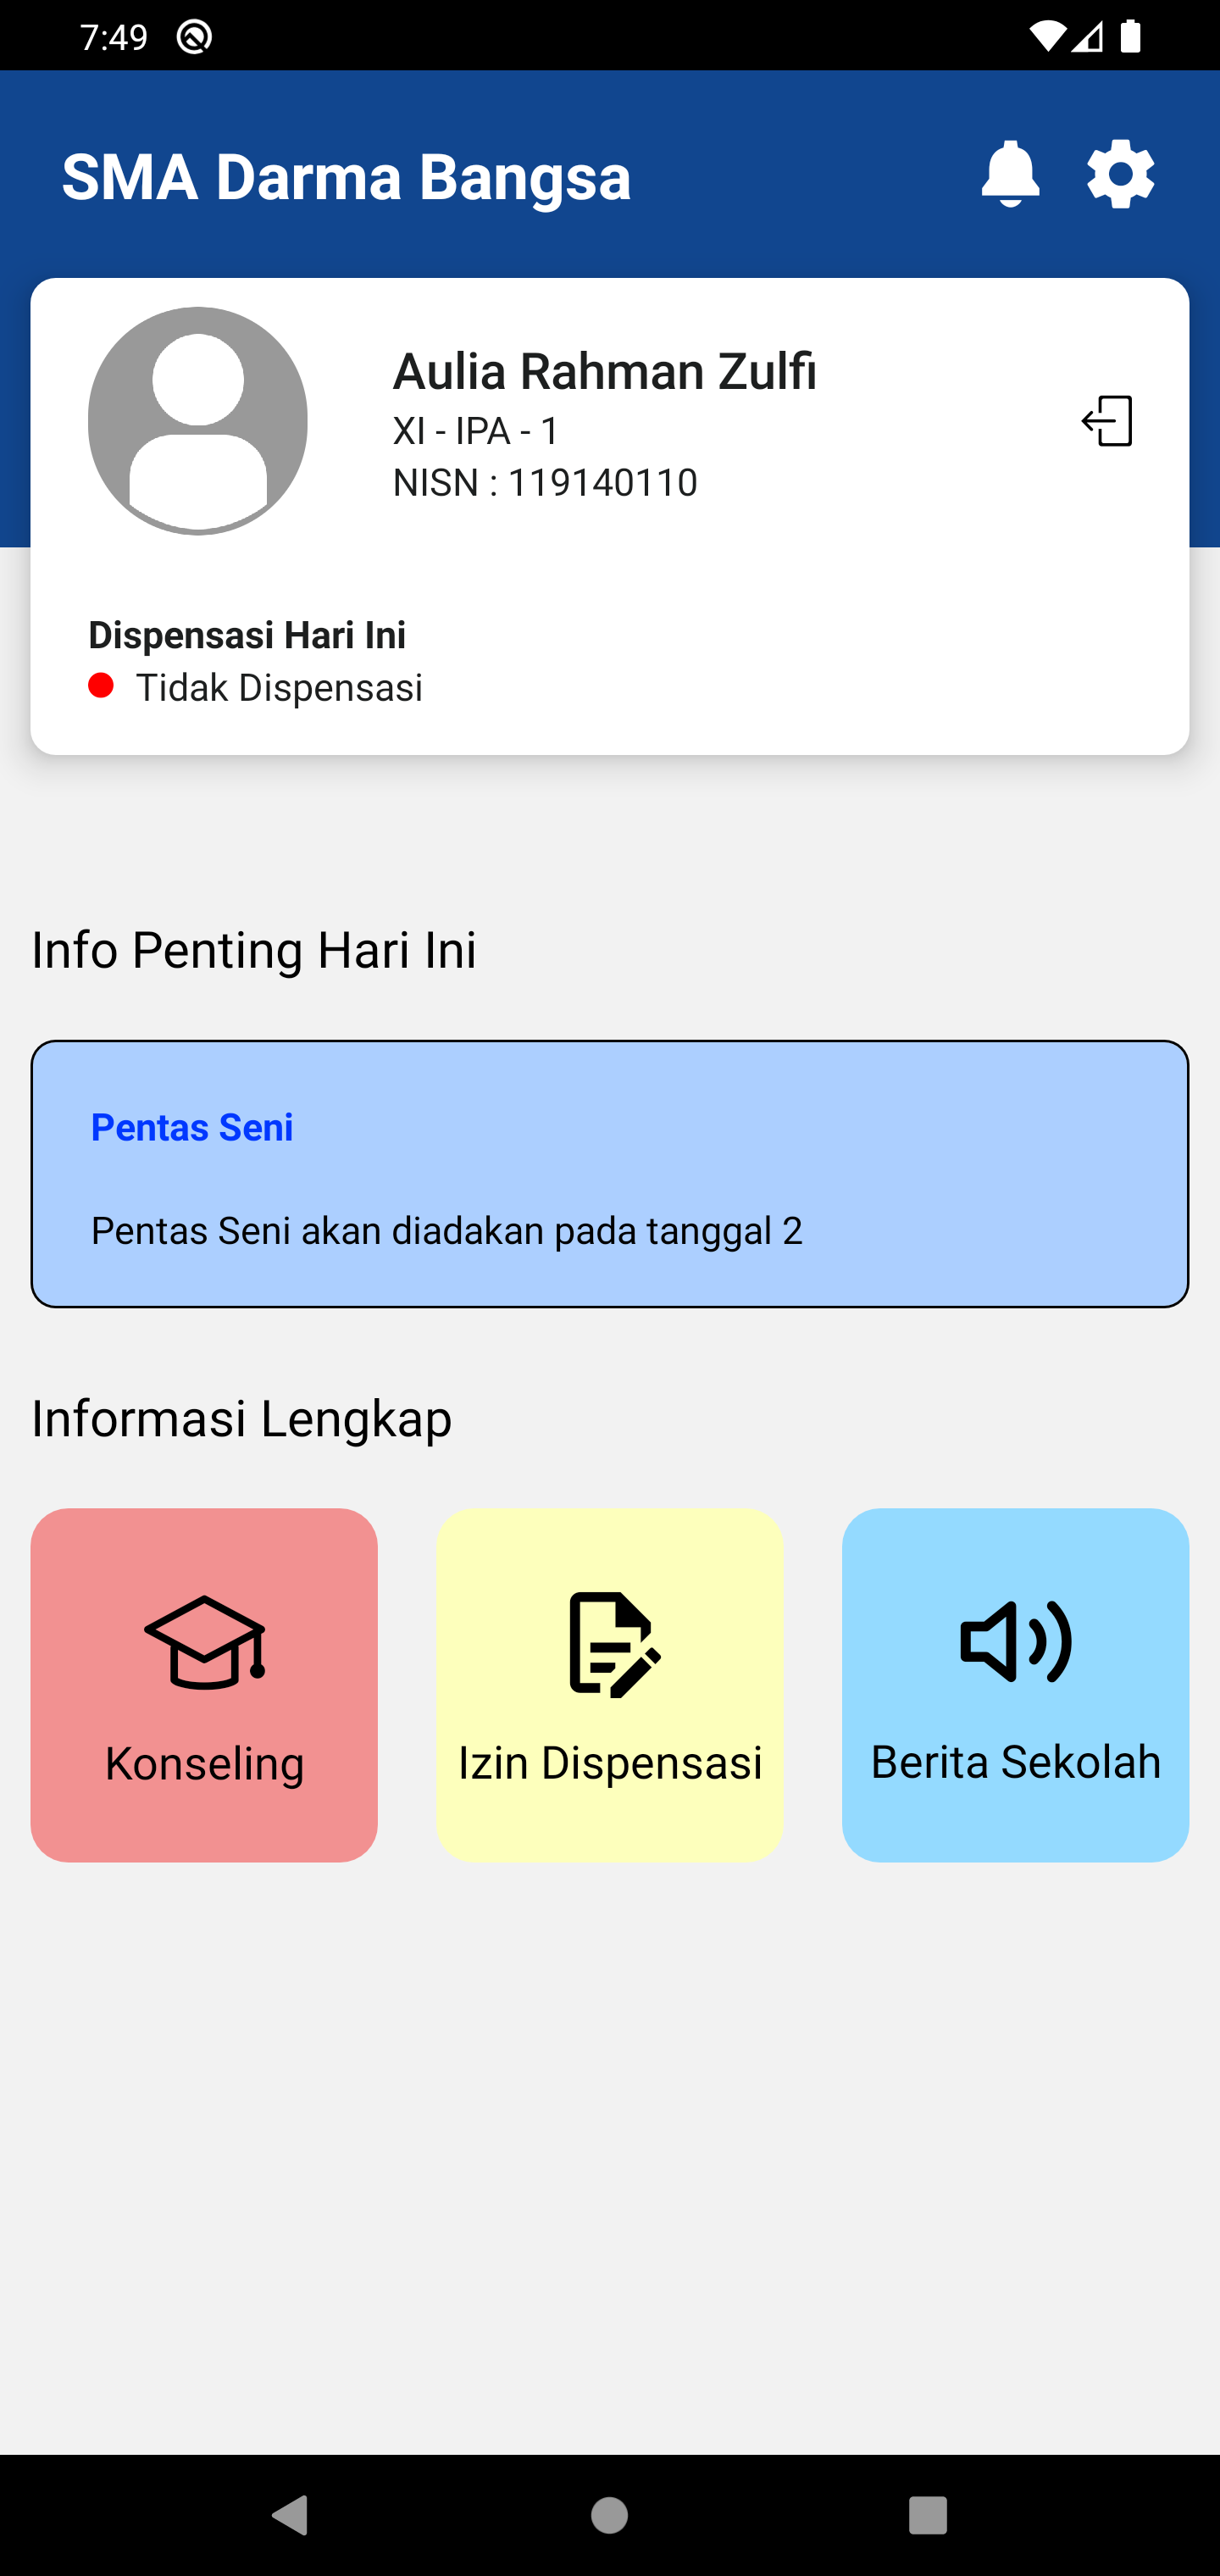 7:49
SMA Darma Bangsa
Aulia Rahman Zulfi
XI - IPA - 1
NISN : 119140110
Dispensasi Hari Ini
Tidak Dispensasi
Info Penting Hari Ini
Pentas Seni
Pentas Seni akan diadakan pada tanggal 2
Informasi Lengkap
Konseling
Izin Dispensasi
Berita Sekolah